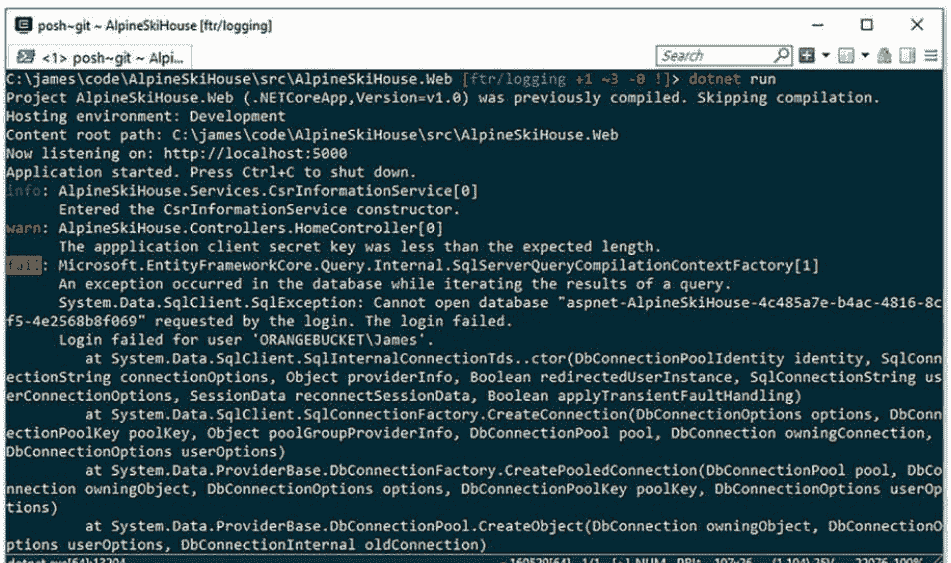 posh~git ~ AlpineSkiHouse [ftr/logging]
<1> posh~git ~ Alpi...
Search
C:\james\code\AlpineSkiHouse\src\AlpineSkiHouse.Web [ftr/logging +1 ~3 -0 !]> dotnet run
Project AlpineSkiHouse.Web (.NETCoreApp,Version=v1.0) was previously compiled. Skipping compilation.
Hosting environment: Development
Content root path: C:\james\code\AlpineSkiHouse\src\AlpineSkiHouse.Web
Now listening on: http://localhost:5000
Application started. Press Ctrl+C to shut down.
info: AlpineSkiHouse.Services.CsrInformationService[0]
Entered the CsrInformationService constructor.
warn: AlpineSkiHouse.Controllers.HomeController[0]
The appplication client secret key was less than the expected length.
fail: Microsoft.EntityFrameworkCore.Query.Internal.SqlServerQueryCompilationContextFactory[1]
An exception occurred in the database while iterating the results of a query.
System.Data.SqlClient.SqlException: Cannot open database "aspnet-AlpineSkiHouse-4c485a7e-b4ac-4816-8c
f5-4e2568b8f069" requested by the login. The login failed.
Login failed for user 'ORANGEBUCKET\James'.
at System.Data.SqlClient.SqlInternalConnectionTds..ctor(DbConnectionPoolIdentity identity, SqlConn
ectionString connectionOptions, Object providerInfo, Boolean redirectedUserInstance, SqlConnectionString us
erConnectionOptions, SessionData reconnectSessionData, Boolean applyTransientFaultHandling)
at System.Data.SqlClient.SqlConnectionFactory.CreateConnection(DbConnectionOptions options, DbConn
ectionPoolKey poolKey, Object poolGroupProviderInfo, DbConnectionPool pool, DbConnection owningConnection,
DbConnectionOptions userOptions)
at System.Data.ProviderBase.DbConnectionFactory.CreatePooledConnection(DbConnectionPool pool, DbCo
nnection owningObject, DbConnectionOptions options, DbConnectionPoolKey poolKey, DbConnectionOptions userOp
tions)
at System.Data.ProviderBase.DbConnectionPool.CreateObject(DbConnection owningObject, DbConnectionO
ptions userOptions, DbConnectionInternal oldConnection)